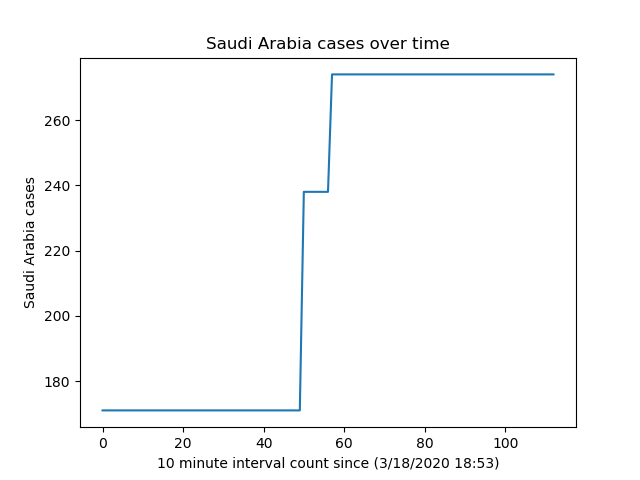 Saudi Arabia cases over time
Saudi Arabia cases
260
240
220
200
180
0 20 40 60 80 100
10 minute interval count since (3/18/2020 18:53)